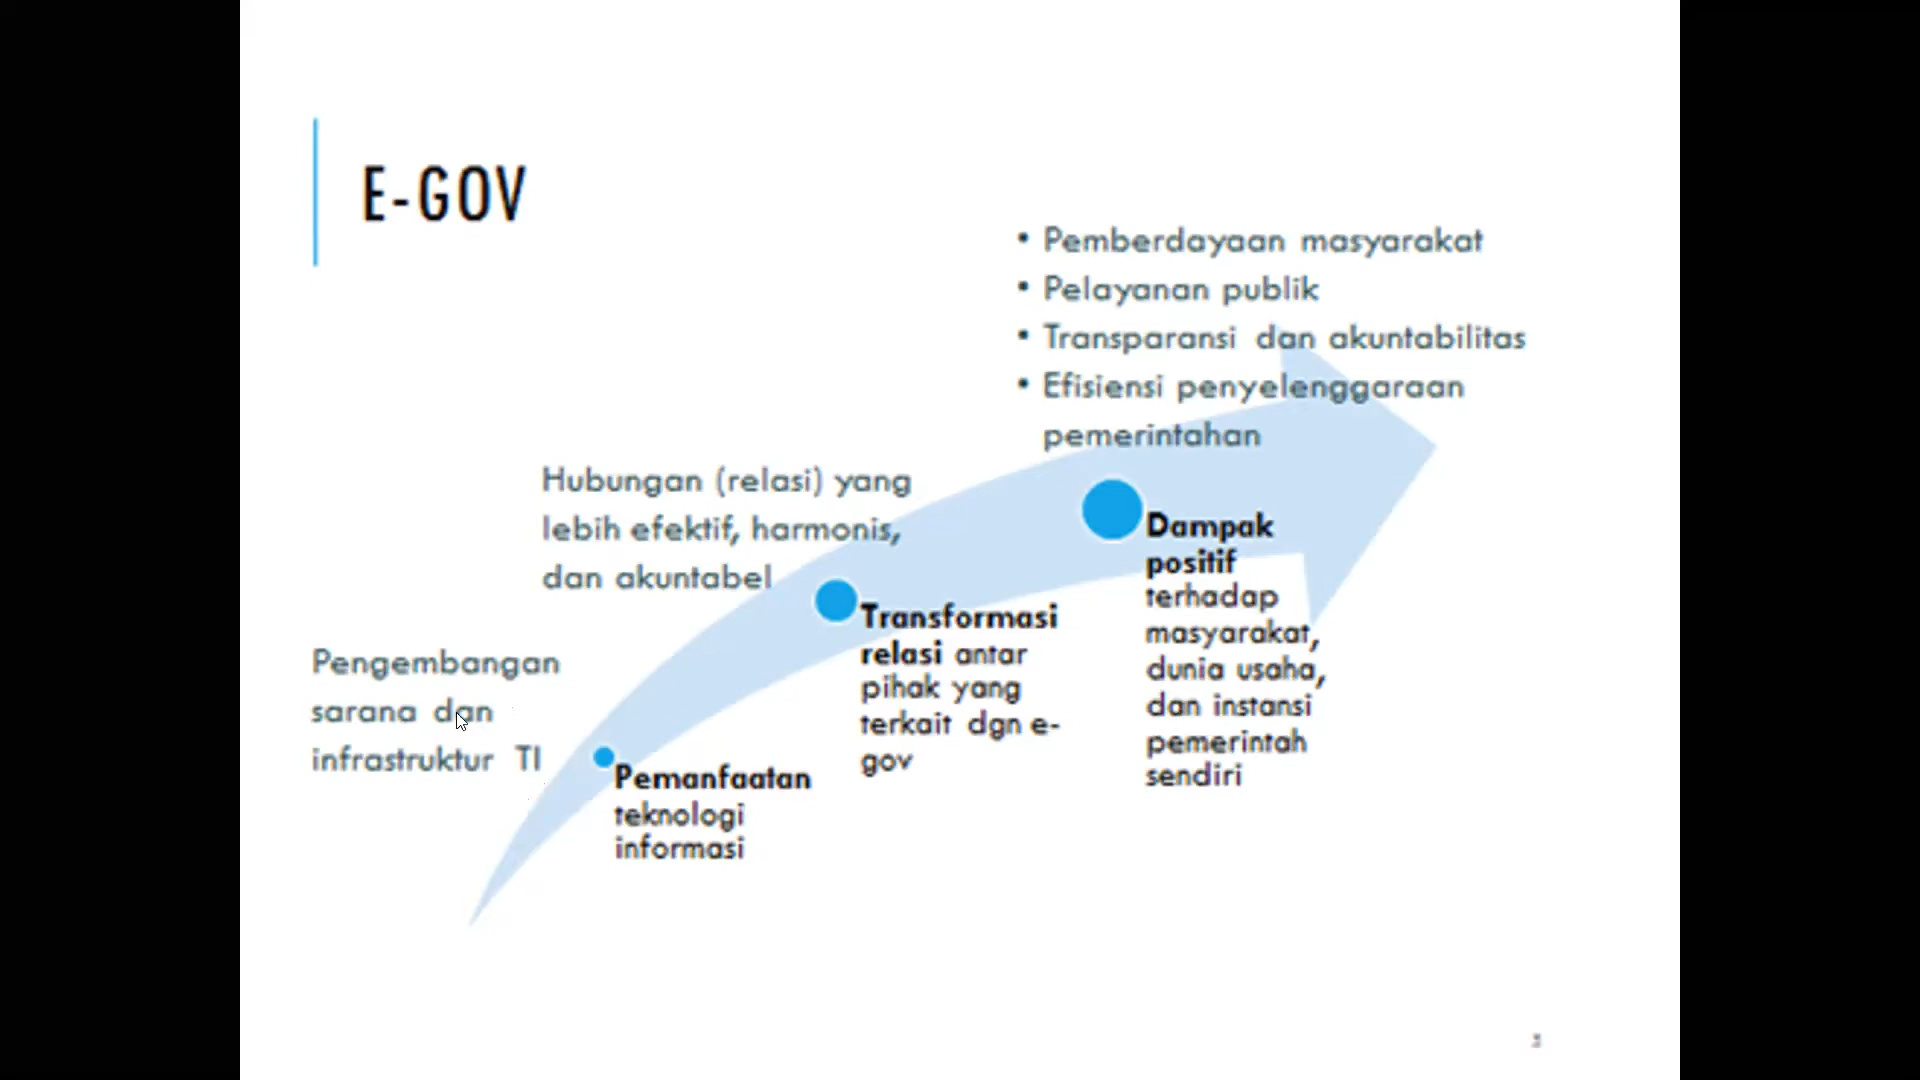 E-GOV
• Pemberdayaan masyarakat
• Pelayanan publik
• Transparansi dan akuntabilitas
• Efisiensi penyelenggaraan
pemerintahan
Hubungan (relasi) yang
lebih efektif, harmonis,
dan akuntabel
Dampak
positif
terhadap
masyarakat,
dunia usaha,
dan instansi
pemerintah
sendiri
Transformasi
relasi antar
pihak yang
terkait dgn e-
gov
Pengembangan
sarana dan
infrastruktur TI
Pemanfaatan
teknologi
informasi